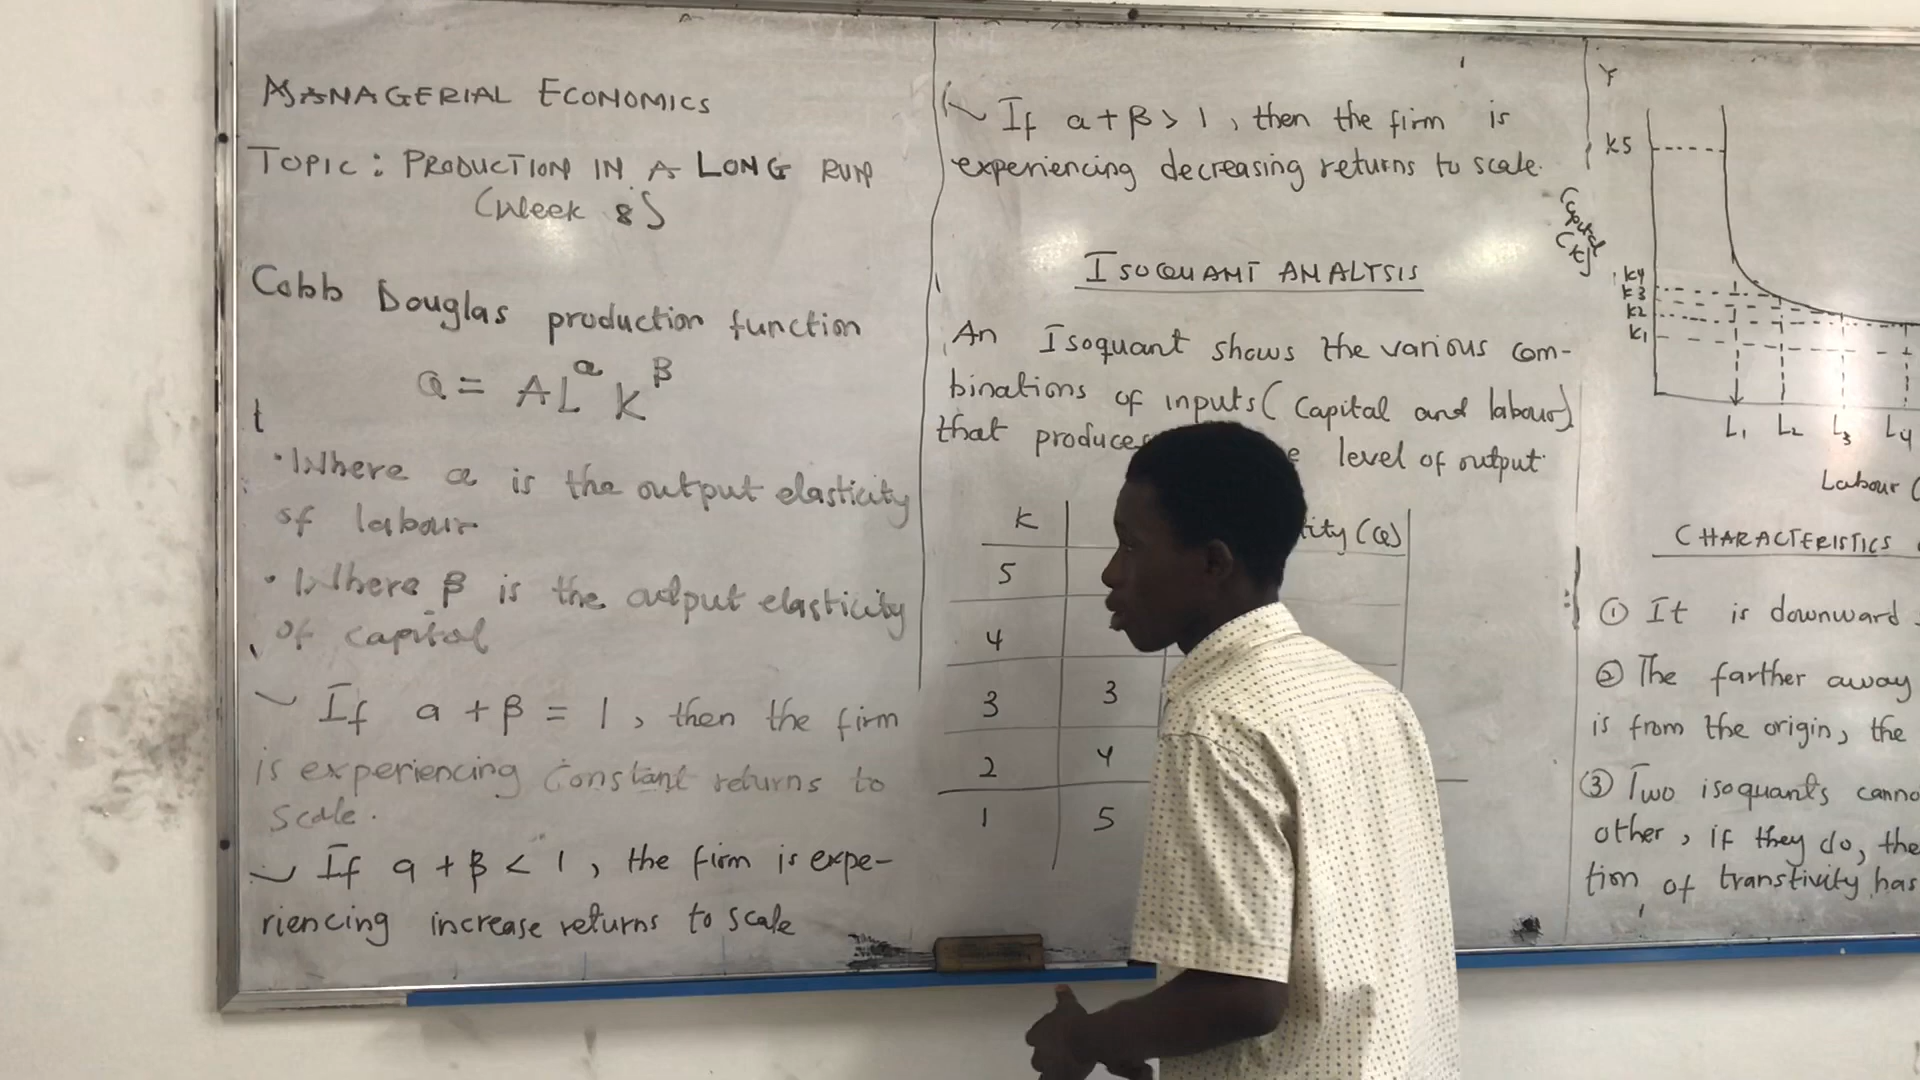 MANAGERIAL ECONOMICS
TOPIC: PRODUCTION IN A LONG RUN
(Week 8)
Cobb Douglas production function
Q = AL^α K^β
• Where α is the output elasticity
of labour
• Where β is the output elasticity
of capital
If α + β = 1, then the firm
is experiencing constant returns to
scale.
If α + β < 1, the firm is expe-
riencing increase returns to scale
If α + β > 1, then the firm is
experiencing decreasing returns to scale.
ISOQUANT ANALYSIS
An Isoquant shows the various com-
binations of inputs (capital and labour)
that produces level of output
K tity (Q)
5
4
3 3
2 4
1 5
Y
K5
Capital
(K)
K4
K3
K2
K1
L1 L2 L3 L4
Labour (
CHARACTERISTICS
① It is downward
② The farther away
is from the origin, the
③ Two isoquants canno
other, if they do, the
tion of transtivity has